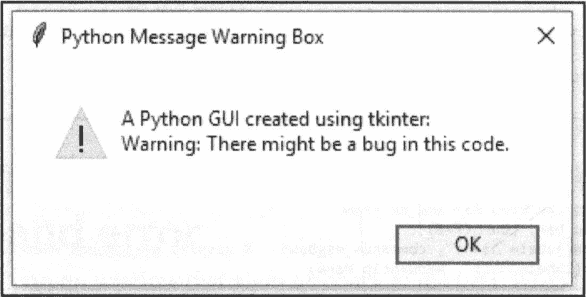 Python Message Warning Box
A Python GUI created using tkinter:
Warning: There might be a bug in this code.
OK